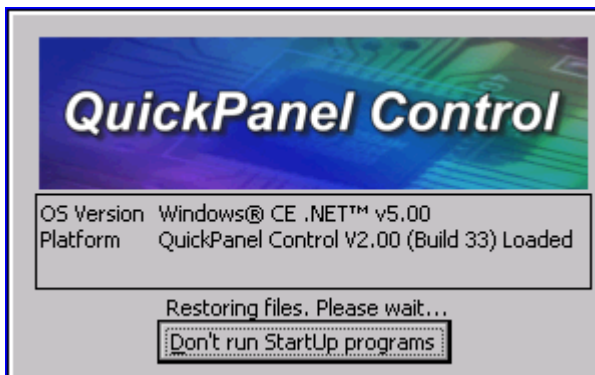 QuickPanel Control
OS Version Windows® CE .NET™ v5.00
Platform QuickPanel Control V2.00 (Build 33) Loaded
Restoring files. Please wait...
Don't run StartUp programs